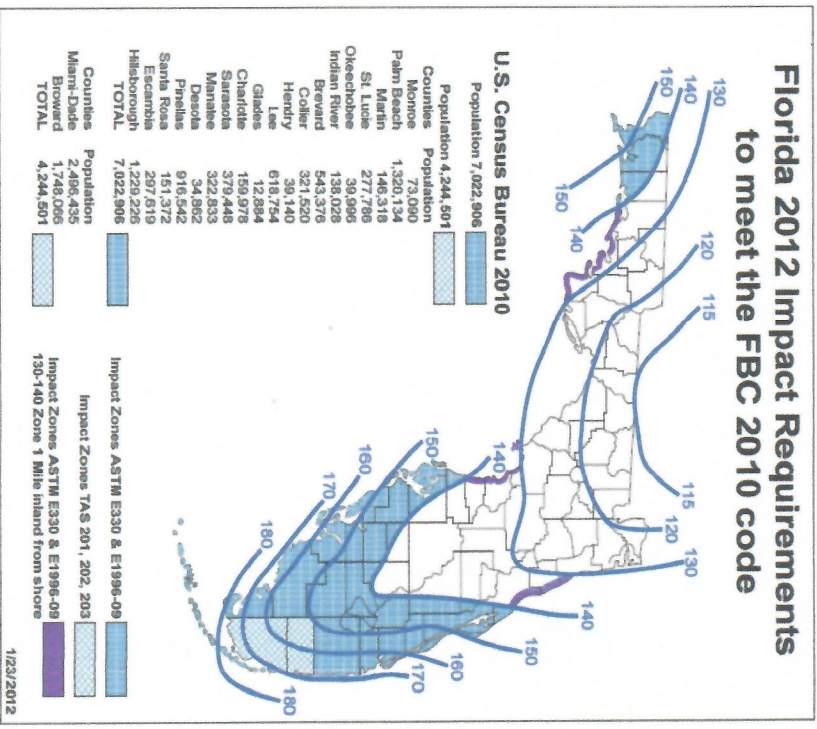 Florida 2012 Impact Requirements
to meet the FBC 2010 code
130
120
115
140
150
130
115
120
140
150
140
150
140
150
160
170
160
170
180
180
U.S. Census Bureau 2010
Population 7,022,906
Population 4,244,501
Counties Population
Monroe 73,090
Palm Beach 1,320,134
Martin 146,318
St. Lucie 277,786
Okeechobee 39,996
Indian River 138,028
Brevard 543,376
Collier 321,520
Hendry 39,140
Lee 618,754
Glades 12,884
Charlotte 159,978
Sarasota 379,448
Manatee 322,833
Desota 34,862
Pinellas 916,542
Santa Rosa 151,372
Escambia 297,619
Hillsborough 1,229,226
TOTAL 7,022,906
Counties Population
Miami-Dade 2,496,435
Broward 1,748,066
TOTAL 4,244,501
Impact Zones ASTM E330 & E1996-09
Impact Zones TAS 201, 202, 203
Impact Zones ASTM E330 & E1996-09
130-140 Zone 1 Mile inland from shore
1/23/2012